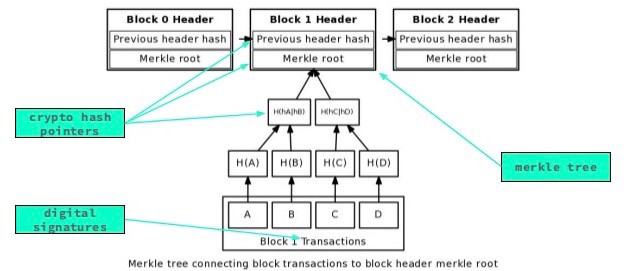 Block 0 Header
Block 1 Header
Block 2 Header
Previous header hash
Previous header hash
Previous header hash
Merkle root
Merkle root
Merkle root
crypto hash
pointers
H(hA|hB)
H(hC|hD)
merkle tree
H(A)
H(B)
H(C)
H(D)
digital
signatures
A
B
C
D
Block 1 Transactions
Merkle tree connecting block transactions to block header merkle root